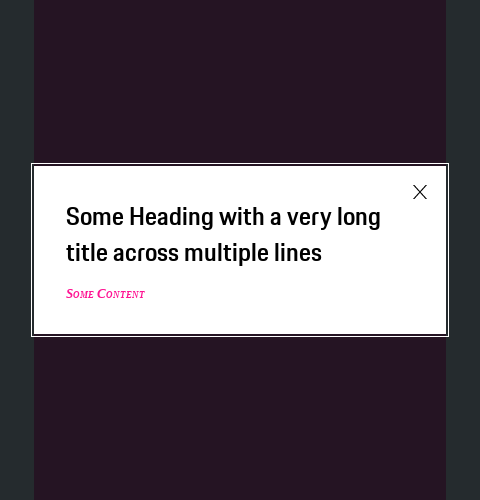 Some Heading with a very long
title across multiple lines
Some Content